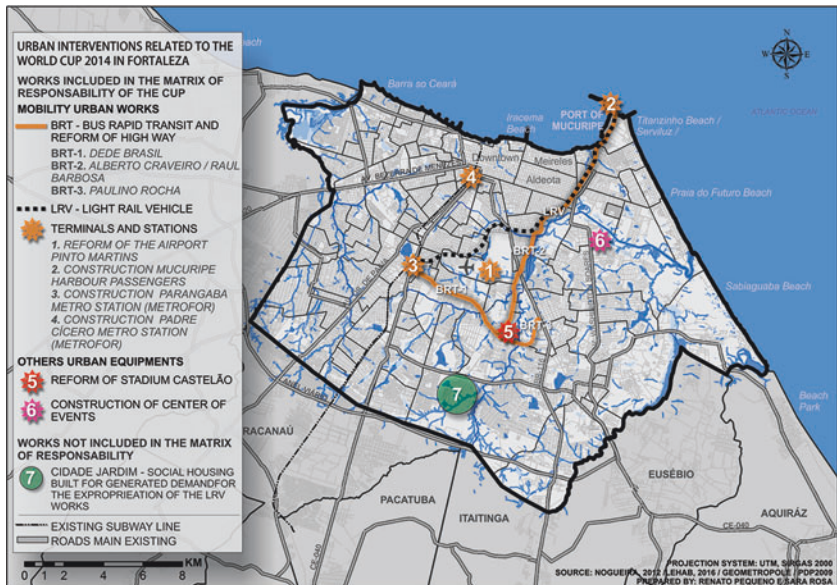 URBAN INTERVENTIONS RELATED TO THE
WORLD CUP 2014 IN FORTALEZA
WORKS INCLUDED IN THE MATRIX OF
RESPONSABILITY OF THE CUP
MOBILITY URBAN WORKS
BRT - BUS RAPID TRANSIT AND
REFORM OF HIGH WAY
BRT-1. DEDE BRASIL
BRT-2. ALBERTO CRAVEIRO / RAUL
BARBOSA
BRT-3. PAULINO ROCHA
LRV - LIGHT RAIL VEHICLE
TERMINALS AND STATIONS
1. REFORM OF THE AIRPORT
PINTO MARTINS
2. CONSTRUCTION MUCURIPE
HARBOUR PASSENGERS
3. CONSTRUCTION PARANGABA
METRO STATION (METROFOR)
4. CONSTRUCTION PADRE
CÍCERO METRO STATION
(METROFOR)
OTHERS URBAN EQUIPMENTS
5 REFORM OF STADIUM CASTELÃO
6 CONSTRUCTION OF CENTER OF
EVENTS
WORKS NOT INCLUDED IN THE MATRIX
OF RESPONSABILITY
7 CIDADE JARDIM - SOCIAL HOUSING
BUILT FOR GENERATED DEMANDFOR
THE EXPROPRIEATION OF THE LRV
WORKS
EXISTING SUBWAY LINE
ROADS MAIN EXISTING
KM
0 1 2 4 6 8
Beach
Barra so Ceará
Iracema
Beach
PORT OF
MUCURIPE
2
Titanzinho Beach /
Serviluz /
ATLANTIC OCEAN
N
W E
S
Downtown
Meireles
Aldeota
4
Praia do Futuro Beach
LRV
BRT-2
6
3
1
BRT-1
5
Sabiaguaba Beach
7
Beach
Park
RACANAÚ
PACATUBA
ITAITINGA
EUSÉBIO
AQUIRÁZ
CE-040
CE-040
PROJECTION SYSTEM: UTM, SIRGAS 2000
SOURCE: NOGUEIRA, 2012 / LEHAB, 2016 / GEOMETROPOLE / PDP2009
PREPARED BY: RENATO PEQUENO E SARA ROSA